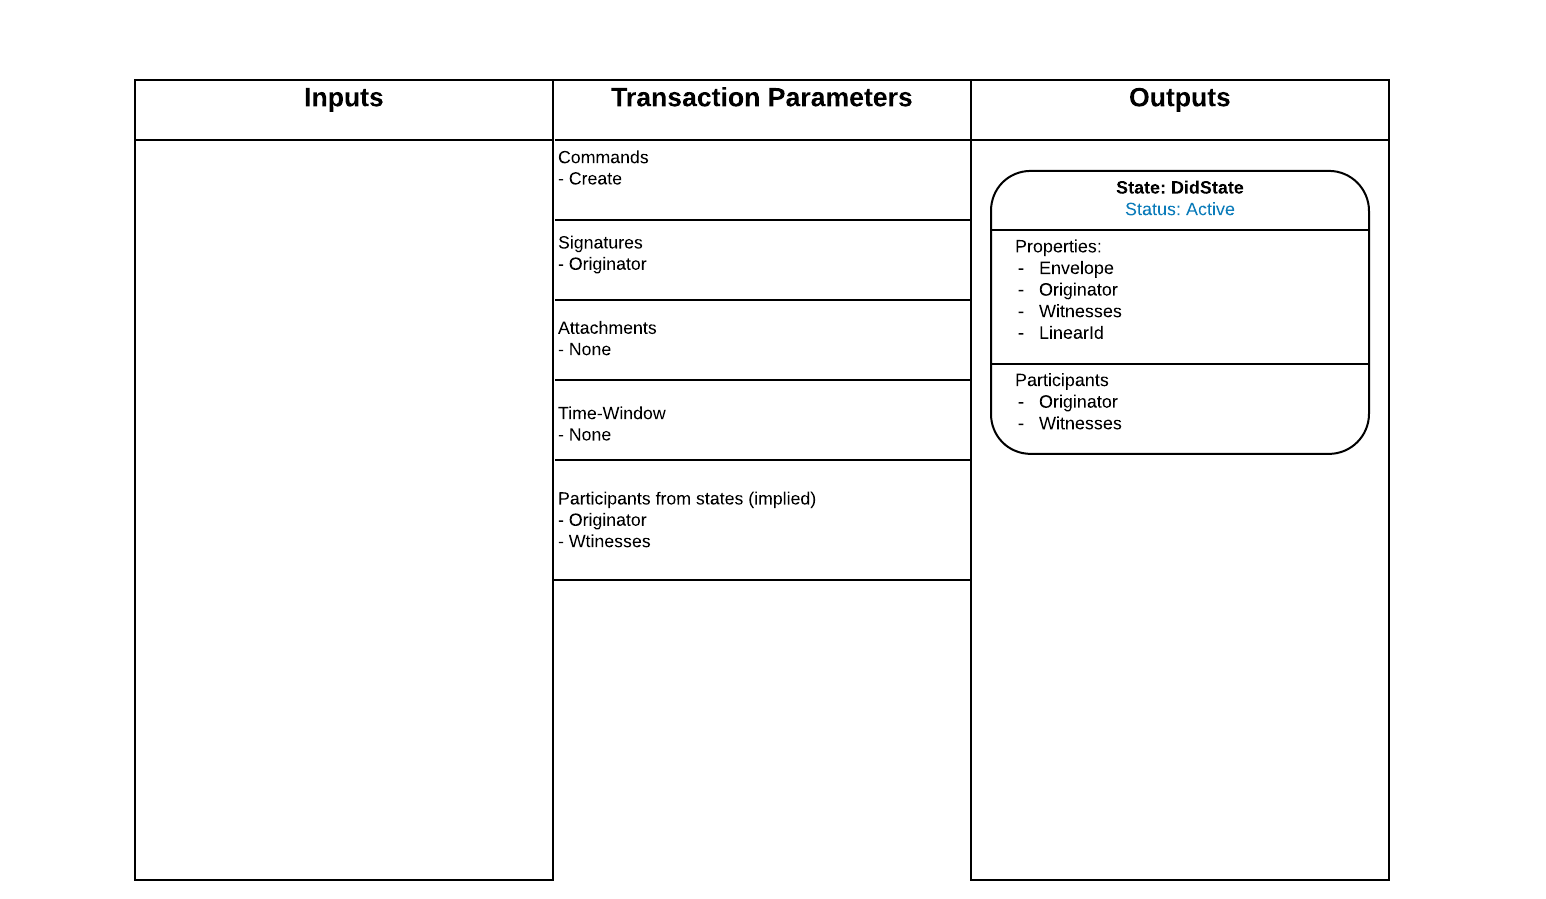 Inputs
Transaction Parameters
Outputs
Commands
- Create
Signatures
- Originator
Attachments
- None
Time-Window
- None
Participants from states (implied)
- Originator
- Wtinesses
State: DidState
Status: Active
Properties:
- Envelope
- Originator
- Witnesses
- LinearId
Participants
- Originator
- Witnesses